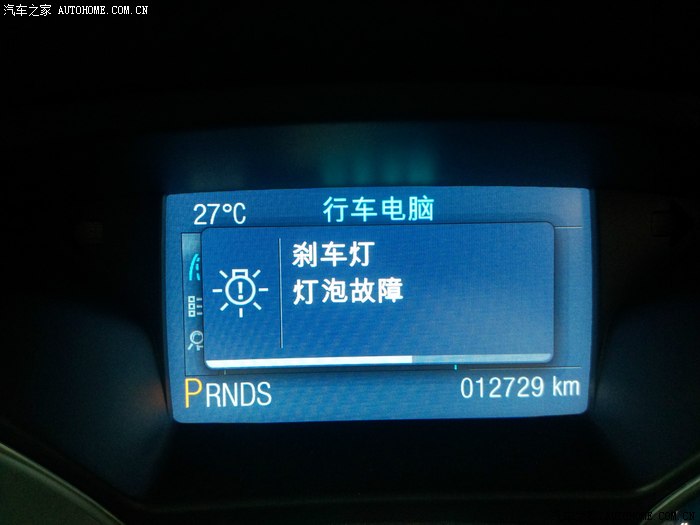 汽车之家 AUTOHOME.COM.CN
27°C 行车电脑
刹车灯
灯泡故障
PRNDS 012729 km